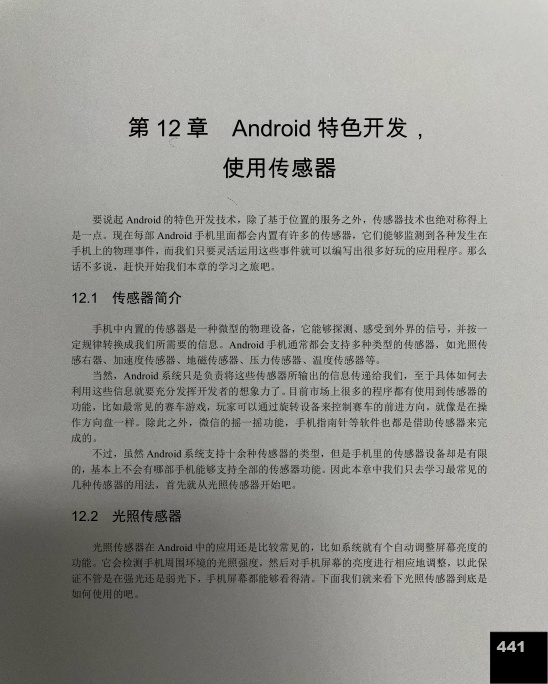 第 12 章　Android 特色开发，
使用传感器
要说起 Android 的特色开发技术，除了基于位置的服务之外，传感器技术也绝对称得上
是一点。现在每部 Android 手机里面都会内置有许多的传感器，它们能够监测到各种发生在
手机上的物理事件，而我们只要灵活运用这些事件就可以编写出很多好玩的应用程序。那么
话不多说，赶快开始我们本章的学习之旅吧。
12.1　传感器简介
手机中内置的传感器是一种微型的物理设备，它能够探测、感受到外界的信号，并按一
定规律转换成我们所需要的信息。Android 手机通常都会支持多种类型的传感器，如光照传
感右器、加速度传感器、地磁传感器、压力传感器、温度传感器等。
当然，Android 系统只是负责将这些传感器所输出的信息传递给我们，至于具体如何去
利用这些信息就要充分发挥开发者的想象力了。目前市场上很多的程序都有使用到传感器的
功能，比如最常见的赛车游戏，玩家可以通过旋转设备来控制赛车的前进方向，就像是在操
作方向盘一样。除此之外，微信的摇一摇功能，手机指南针等软件也都是借助传感器来完
成的。
不过，虽然 Android 系统支持十余种传感器的类型，但是手机里的传感器设备却是有限
的，基本上不会有哪部手机能够支持全部的传感器功能。因此本章中我们只去学习最常见的
几种传感器的用法，首先就从光照传感器开始吧。
12.2　光照传感器
光照传感器在 Android 中的应用还是比较常见的，比如系统就有个自动调整屏幕亮度的
功能。它会检测手机周围环境的光照强度，然后对手机屏幕的亮度进行相应地调整，以此保
证不管是在强光还是弱光下，手机屏幕都能够看得清。下面我们就来看下光照传感器到底是
如何使用的吧。
441